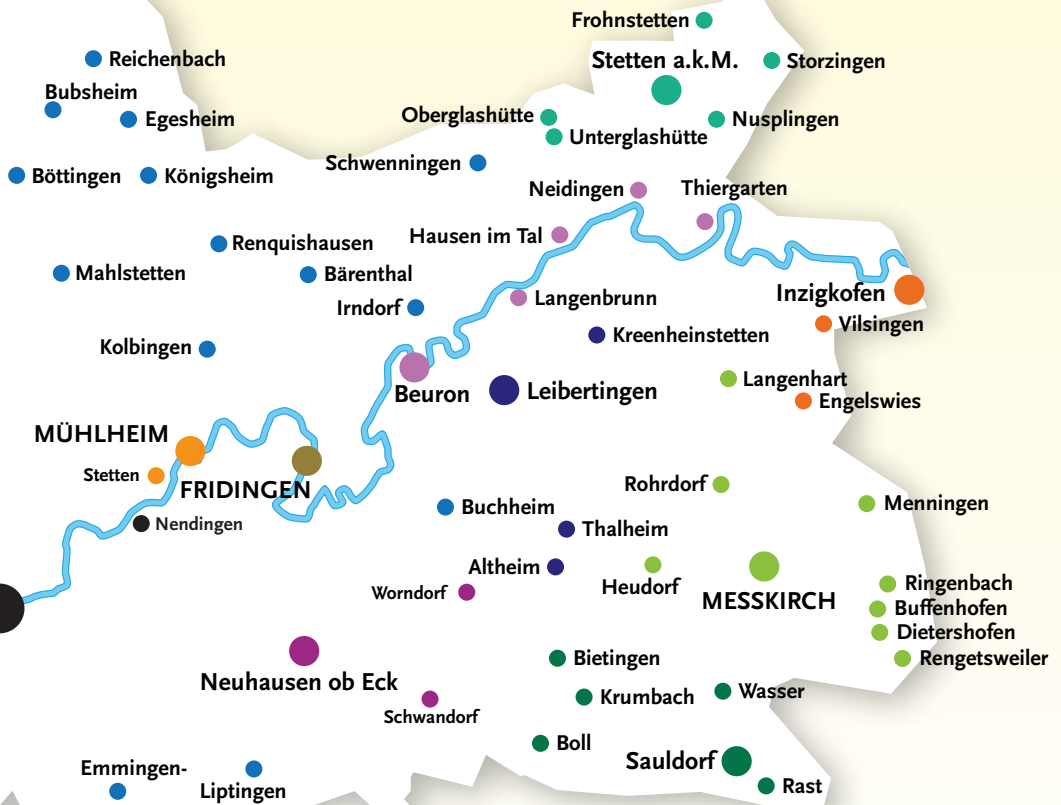 Frohnstetten
Stetten a.k.M.
Reichenbach
Storzingen
Bubsheim
Oberglashütte
Egesheim
Nusplingen
Unterglashütte
Schwenningen
Böttingen
Königsheim
Neidingen
Thiergarten
Hausen im Tal
Renquishausen
Mahlstetten
Bärenthal
Inzigkofen
Langenbrunn
Irndorf
Vilsingen
Kreenheinstetten
Kolbingen
Langenhart
Beuron
Leibertingen
Engelswies
MÜHLHEIM
Stetten
Rohrdorf
FRIDINGEN
Menningen
Buchheim
Nendingen
Thalheim
Altheim
Ringenbach
Heudorf
Worndorf
MESSKIRCH
Buffenhofen
Dietershofen
Bietingen
Rengetsweiler
Neuhausen ob Eck
Wasser
Krumbach
Schwandorf
Boll
Sauldorf
Emmingen-
Liptingen
Rast